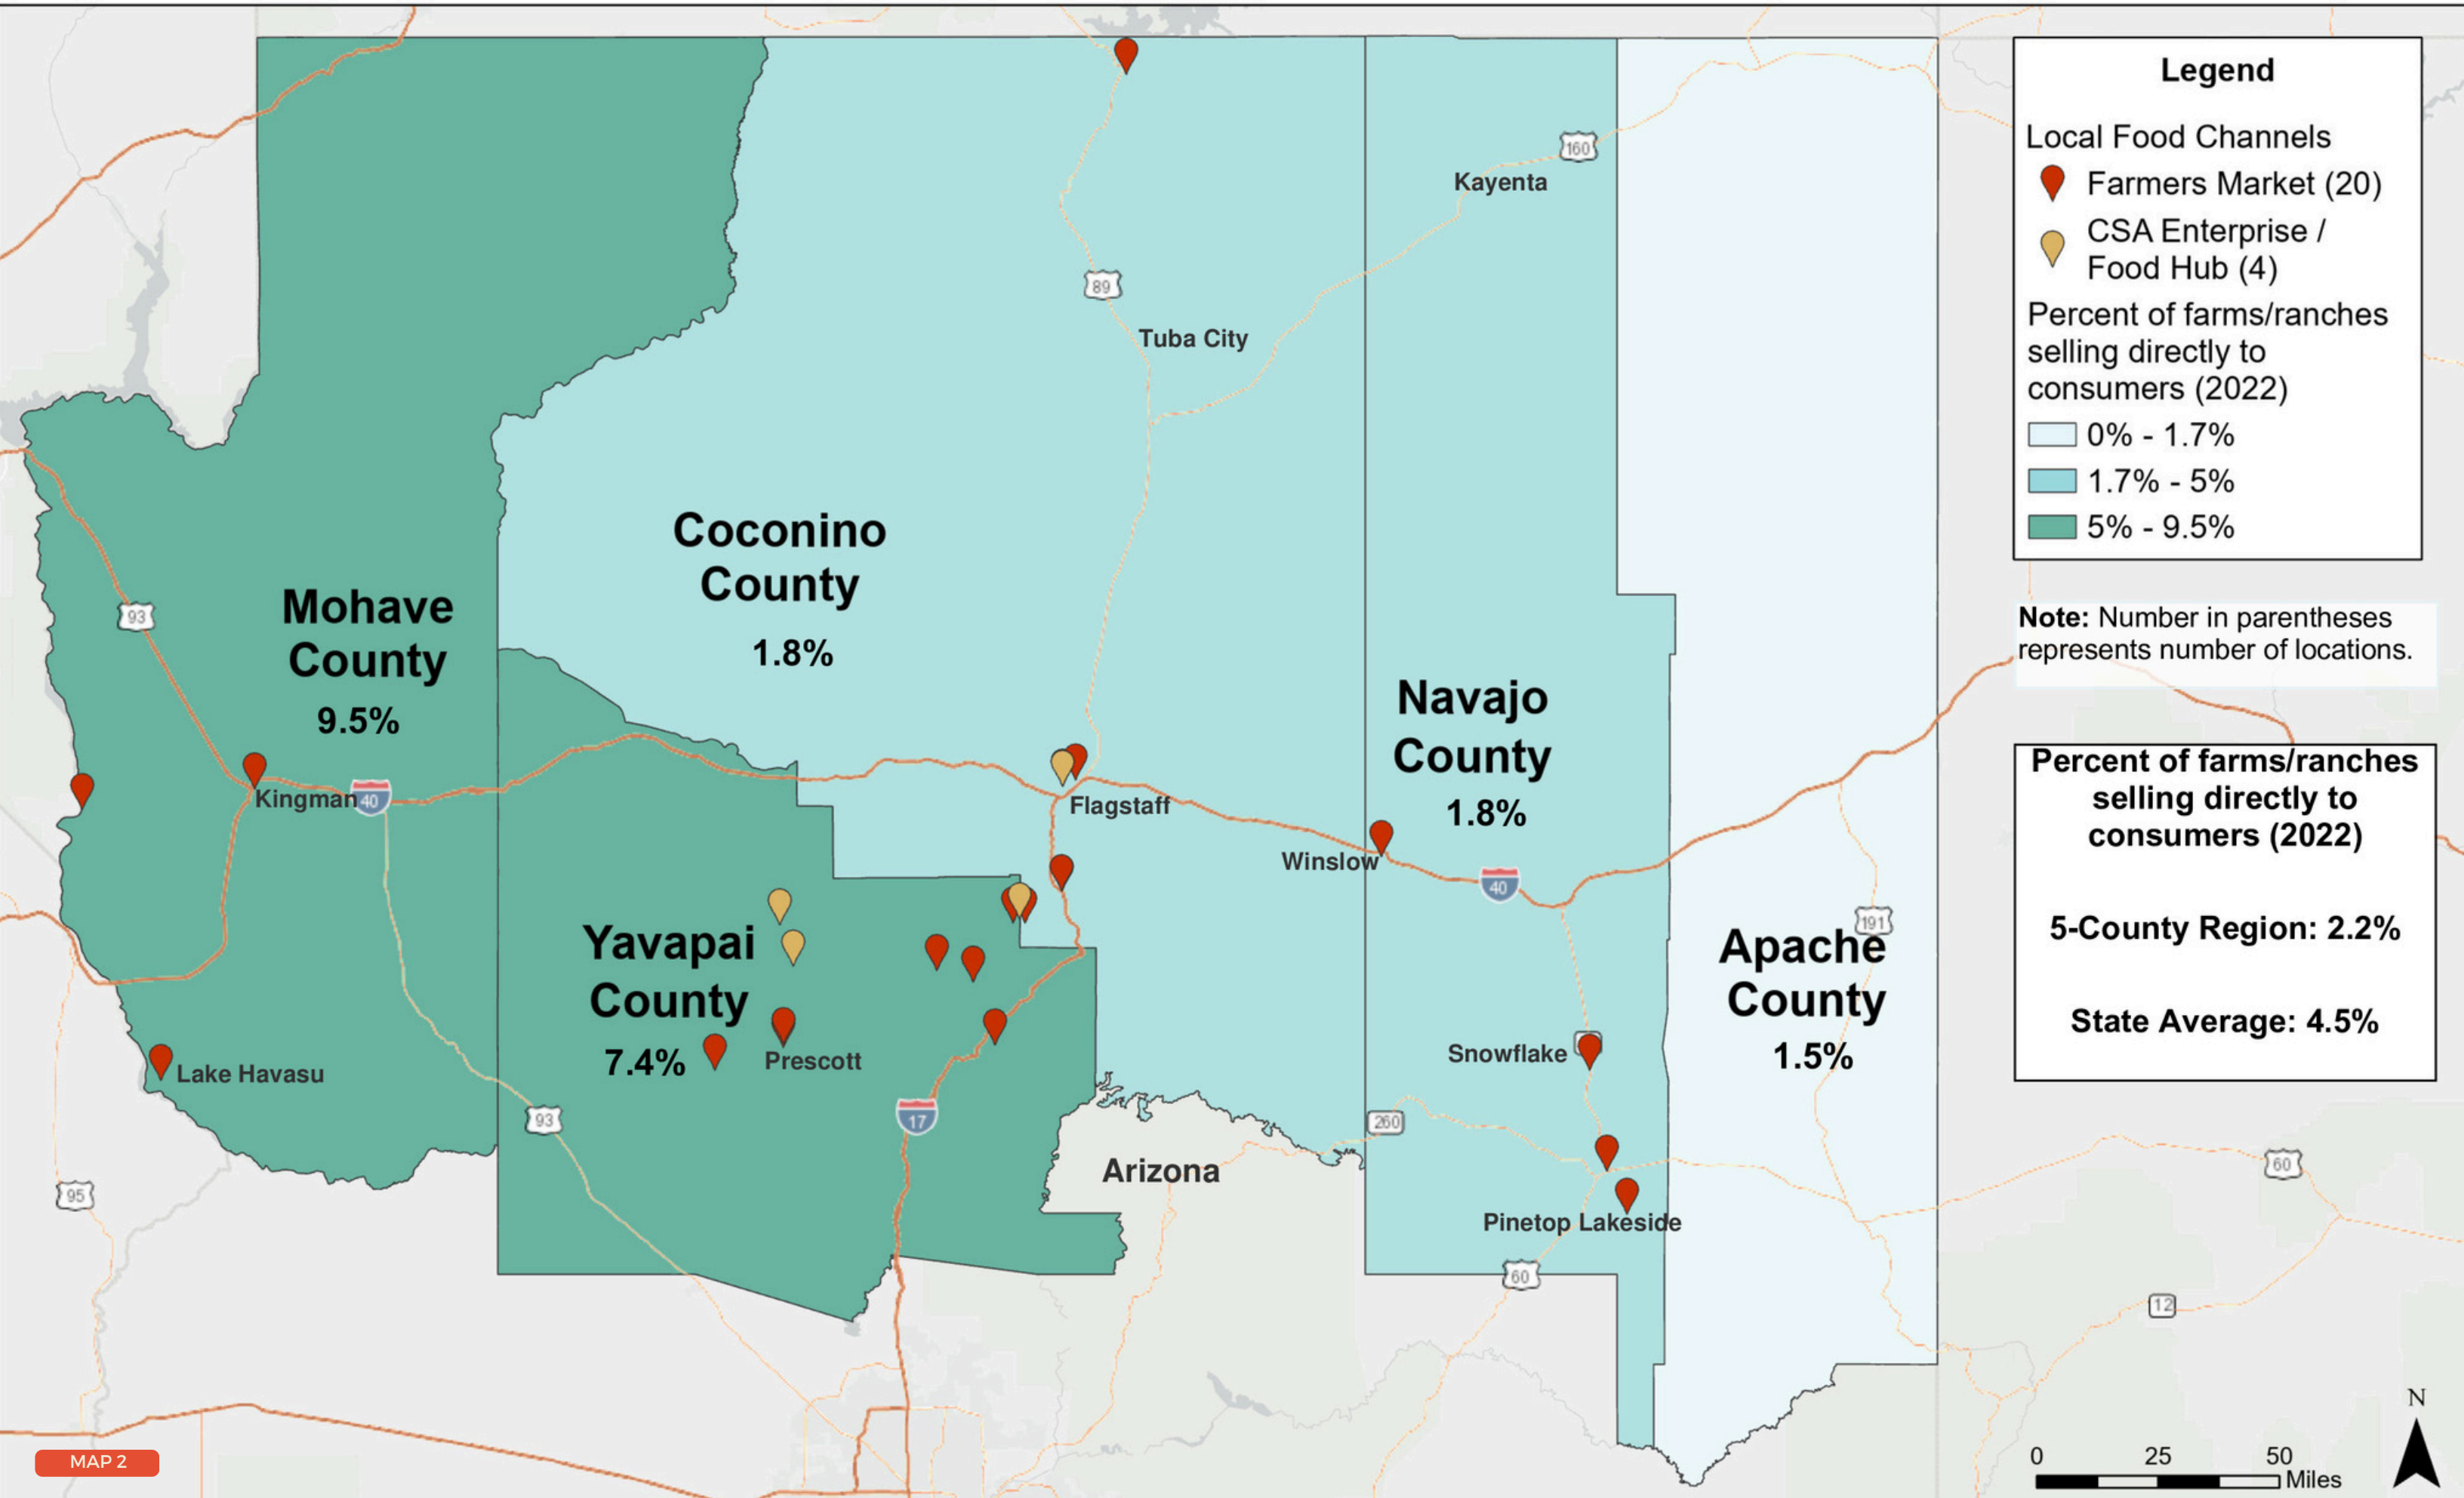 Legend
Local Food Channels
Farmers Market (20)
CSA Enterprise /
Food Hub (4)
Percent of farms/ranches
selling directly to
consumers (2022)
0% - 1.7%
1.7% - 5%
5% - 9.5%
Note: Number in parentheses
represents number of locations.
Percent of farms/ranches
selling directly to
consumers (2022)
5-County Region: 2.2%
State Average: 4.5%
160
Kayenta
89
Tuba City
Coconino
County
1.8%
Mohave
County
9.5%
93
Kingman
40
Navajo
County
1.8%
Flagstaff
Winslow
40
191
Yavapai
County
7.4%
Prescott
Apache
County
1.5%
Snowflake
Lake Havasu
93
17
260
Arizona
95
60
Pinetop Lakeside
60
12
MAP 2
N
0 25 50
Miles